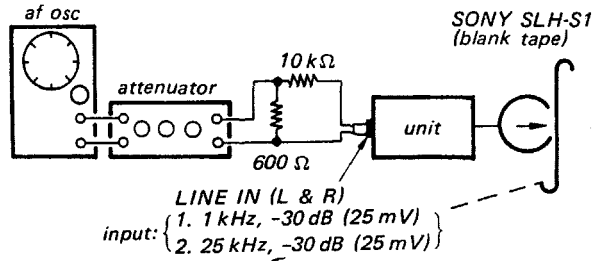 af osc
SONY SLH-S1
(blank tape)
10 kΩ
attenuator
unit
600 Ω
LINE IN (L & R)
input: { 1. 1 kHz, -30 dB (25 mV) }
2. 25 kHz, -30 dB (25 mV)